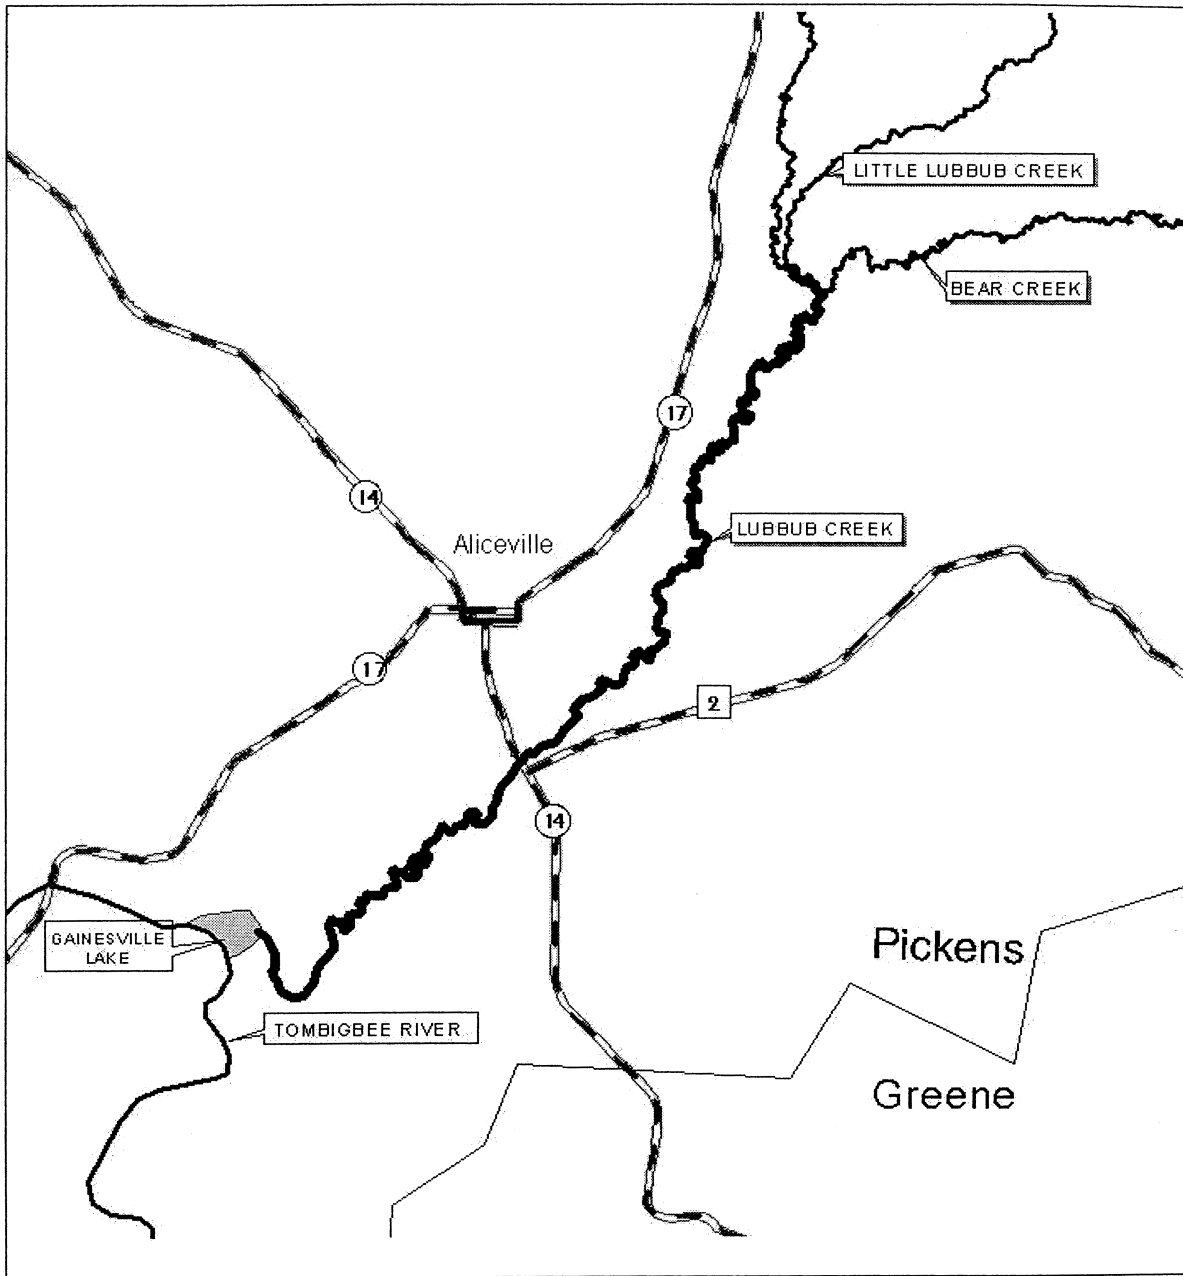 LITTLE LUBBUB CREEK
BEAR CREEK
17
14
LUBBUB CREEK
Aliceville
17
2
14
GAINESVILLE
LAKE
Pickens
TOMBIGBEE RIVER
Greene